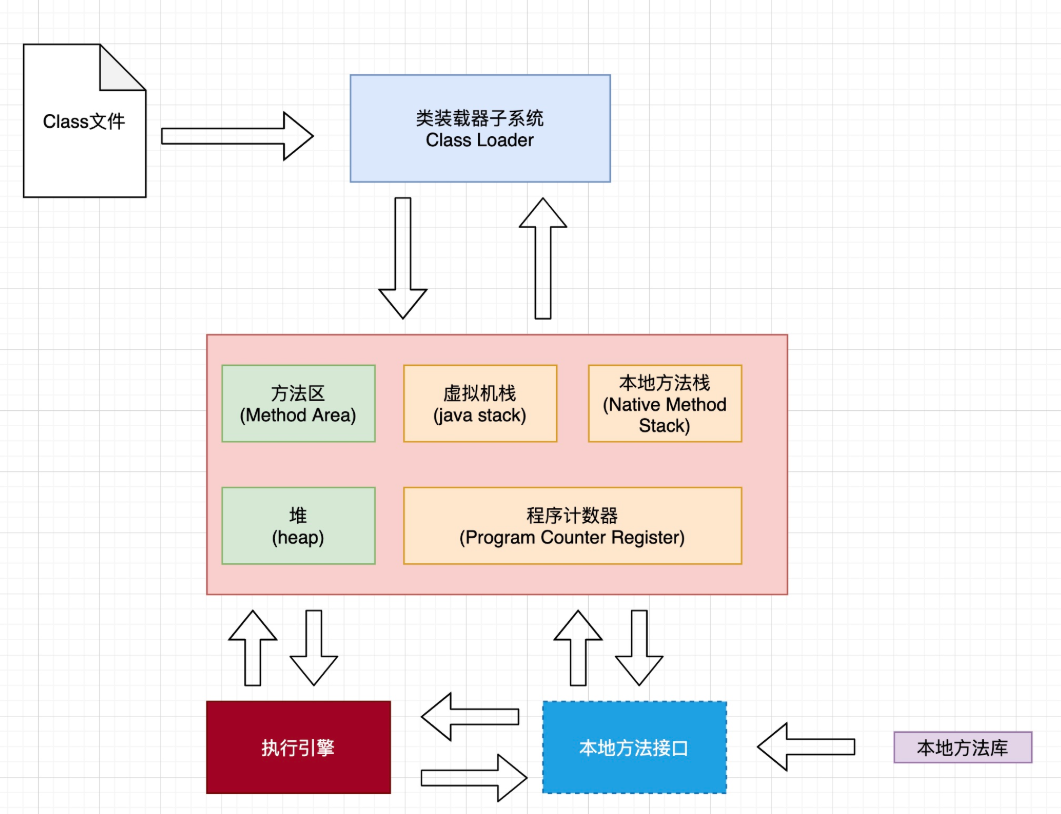 Class文件
类装载器子系统
Class Loader
方法区
(Method Area)
虚拟机栈
(java stack)
本地方法栈
(Native Method
Stack)
堆
(heap)
程序计数器
(Program Counter Register)
执行引擎
本地方法接口
本地方法库